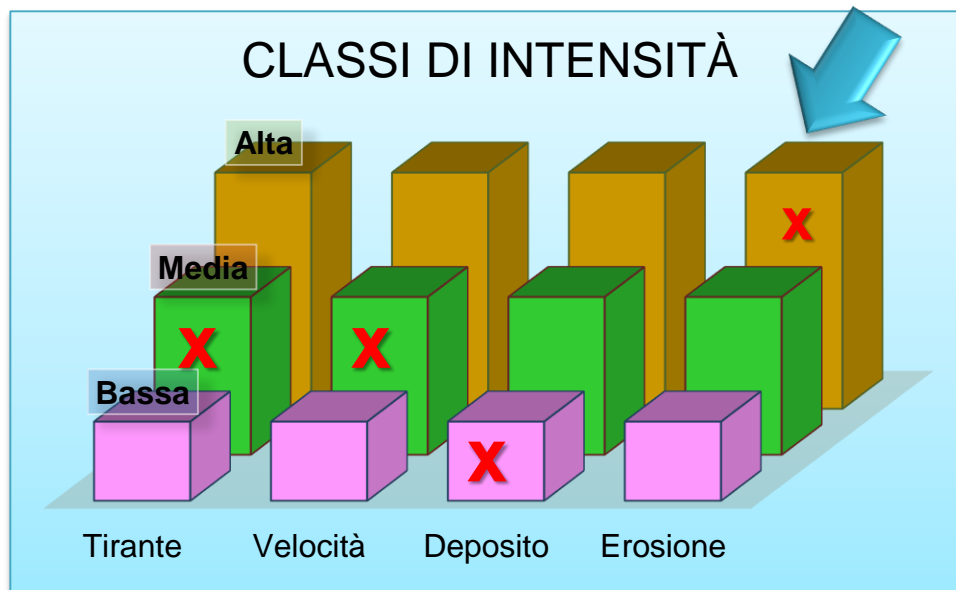 CLASSI DI INTENSITÀ
Alta
X
Media
X X
Bassa
X
Tirante Velocità Deposito Erosione